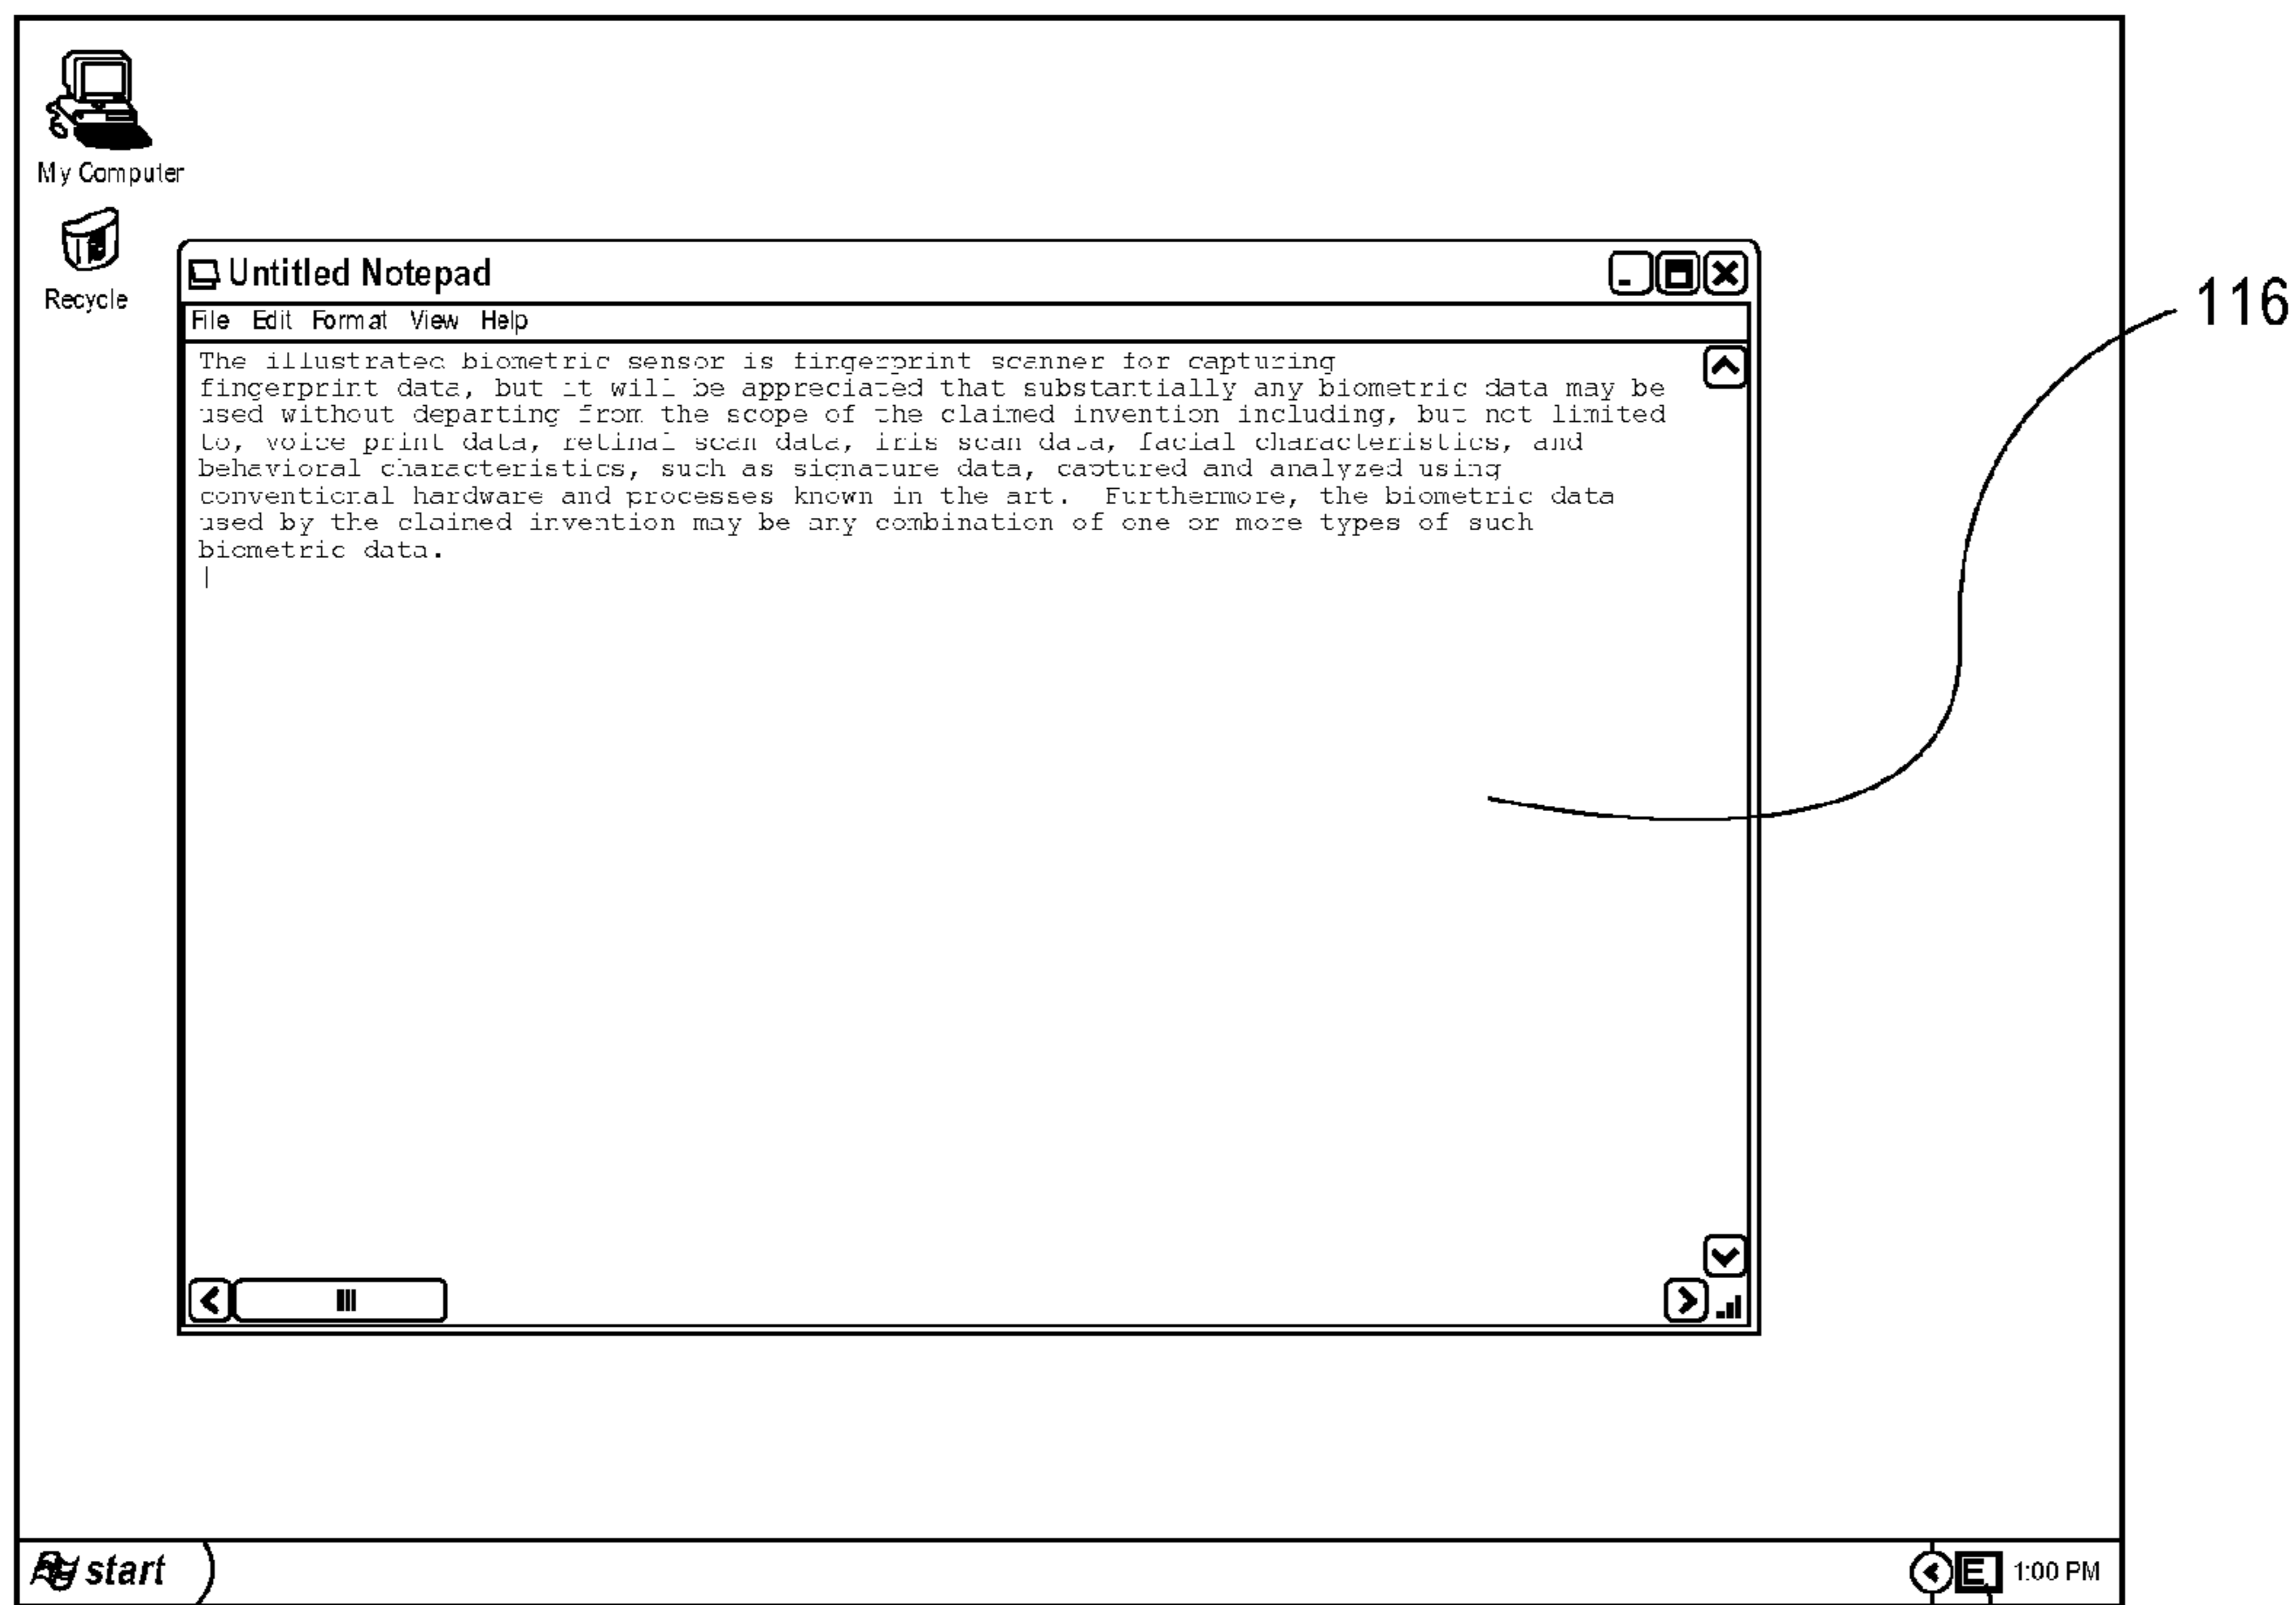 My Computer
Recycle
Untitled Notepad
File Edit Format View Help
The illustrated biometric sensor is fingerprint scanner for capturing
fingerprint data, but it will be appreciated that substantially any biometric data may be
used without departing from the scope of the claimed invention including, but not limited
to, voice print data, retinal scan data, iris scan data, facial characteristics, and
behavioral characteristics, such as signature data, captured and analyzed using
conventional hardware and processes known in the art.  Furthermore, the biometric data
used by the claimed invention may be any combination of one or more types of such
biometric data.
116
start
E
1:00 PM